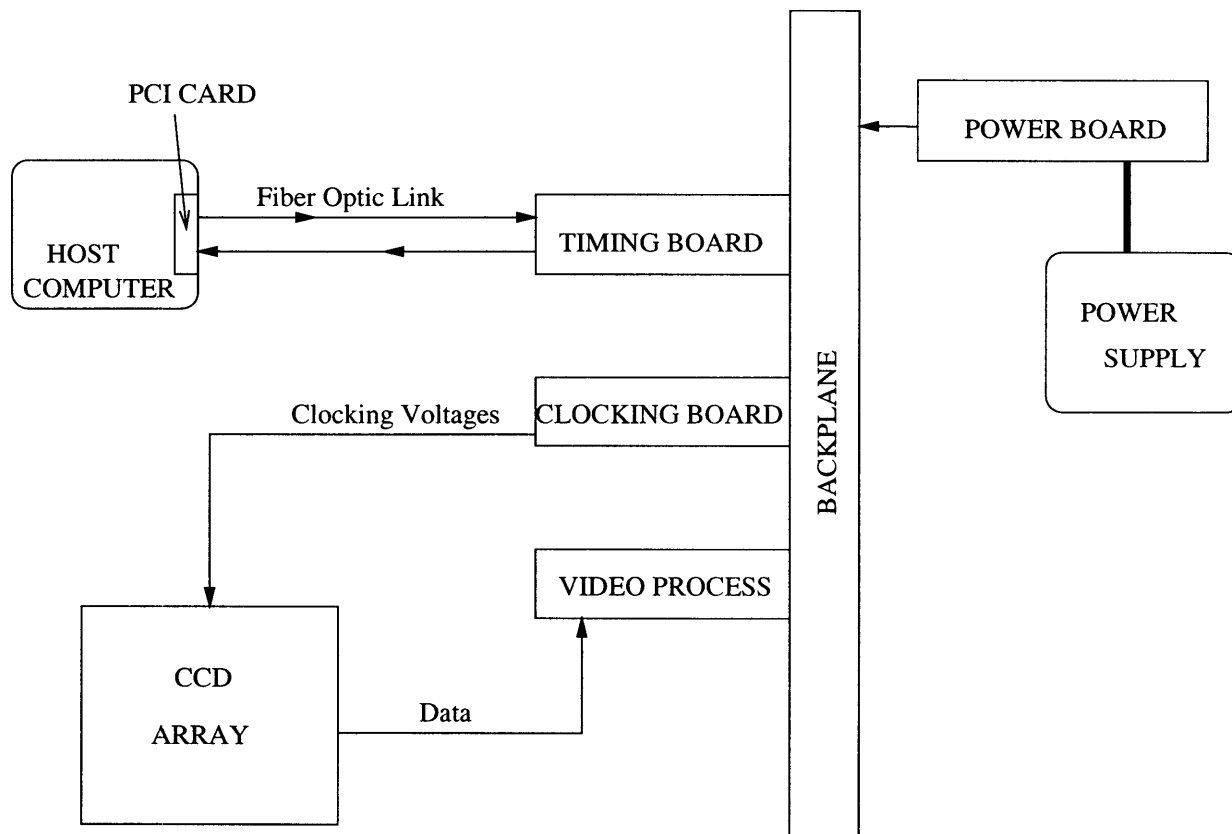 PCI CARD
POWER BOARD
Fiber Optic Link
HOST
COMPUTER
TIMING BOARD
POWER
SUPPLY
Clocking Voltages
CLOCKING BOARD
BACKPLANE
VIDEO PROCESS
CCD
ARRAY
Data